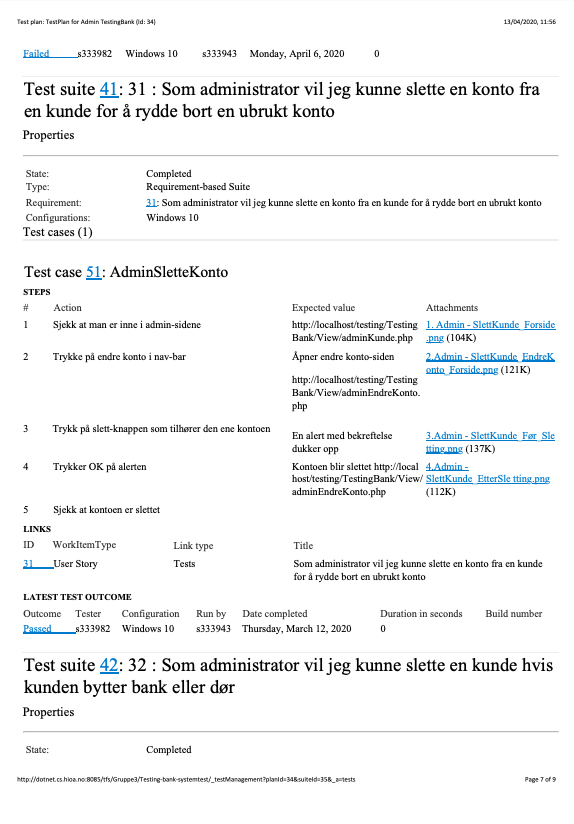 Test plan: TestPlan for Admin TestingBank (Id: 34) 13/04/2020, 11:56
Failed s333982 Windows 10 s333943 Monday, April 6, 2020 0
Test suite 41: 31 : Som administrator vil jeg kunne slette en konto fra
en kunde for å rydde bort en ubrukt konto
Properties
State: Completed
Type: Requirement-based Suite
Requirement: 31: Som administrator vil jeg kunne slette en konto fra en kunde for å rydde bort en ubrukt konto
Configurations: Windows 10
Test cases (1)
Test case 51: AdminSletteKonto
STEPS
# Action Expected value Attachments
1 Sjekk at man er inne i admin-sidene http://localhost/testing/Testing 1. Admin - SlettKunde_Forside
Bank/View/adminKunde.php .png (104K)
2 Trykke på endre konto i nav-bar Åpner endre konto-siden 2.Admin - SlettKunde_EndreK
onto_Forside.png (121K)
http://localhost/testing/Testing
Bank/View/adminEndreKonto.
php
3 Trykk på slett-knappen som tilhører den ene kontoen
En alert med bekreftelse 3.Admin - SlettKunde_Før_Sle
dukker opp tting.png (137K)
4 Trykker OK på alerten Kontoen blir slettet http://local 4.Admin -
host/testing/TestingBank/View/ SlettKunde_EtterSle tting.png
adminEndreKonto.php (112K)
5 Sjekk at kontoen er slettet
LINKS
ID WorkItemType Link type Title
31 User Story Tests Som administrator vil jeg kunne slette en konto fra en kunde
for å rydde bort en ubrukt konto
LATEST TEST OUTCOME
Outcome Tester Configuration Run by Date completed Duration in seconds Build number
Passed s333982 Windows 10 s333943 Thursday, March 12, 2020 0
Test suite 42: 32 : Som administrator vil jeg kunne slette en kunde hvis
kunden bytter bank eller dør
Properties
State: Completed
http://dotnet.cs.hioa.no:8085/tfs/Gruppe3/Testing-bank-systemtest/_testManagement?planId=34&suiteId=35&_a=tests Page 7 of 9